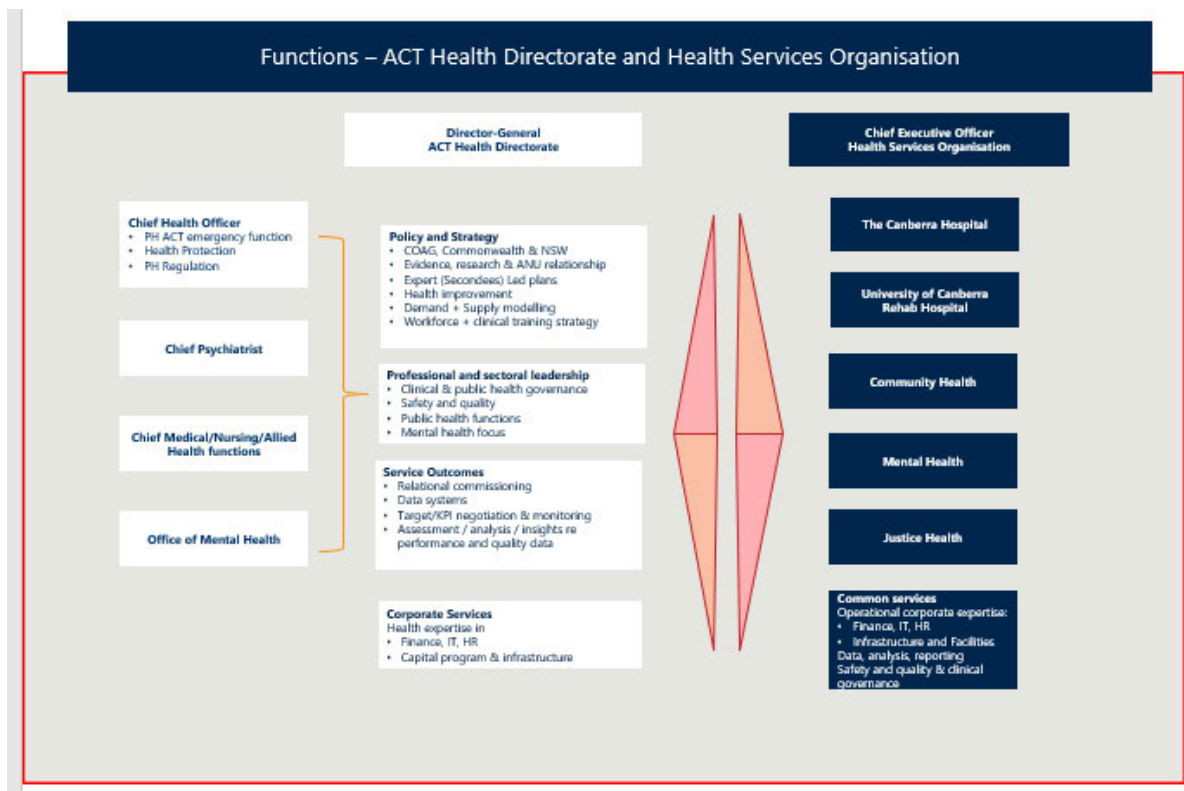 Functions – ACT Health Directorate and Health Services Organisation
Director-General
ACT Health Directorate
Chief Executive Officer
Health Services Organisation
Chief Health Officer
• PH ACT emergency function
• Health Protection
• PH Regulation
Chief Psychiatrist
Chief Medical/Nursing/Allied
Health functions
Office of Mental Health
Policy and Strategy
• COAG, Commonwealth & NSW
• Evidence, research & ANU relationship
• Expert (Secondees) Led plans
• Health improvement
• Demand + Supply modelling
• Workforce + clinical training strategy
Professional and sectoral leadership
• Clinical & public health governance
• Safety and quality
• Public health functions
• Mental health focus
Service Outcomes
• Relational commissioning
• Data systems
• Target/KPI negotiation & monitoring
• Assessment / analysis / insights re
performance and quality data
Corporate Services
Health expertise in
• Finance, IT, HR
• Capital program & infrastructure
The Canberra Hospital
University of Canberra
Rehab Hospital
Community Health
Mental Health
Justice Health
Common services
Operational corporate expertise:
• Finance, IT, HR
• Infrastructure and Facilities
Data, analysis, reporting
Safety and quality & clinical
governance